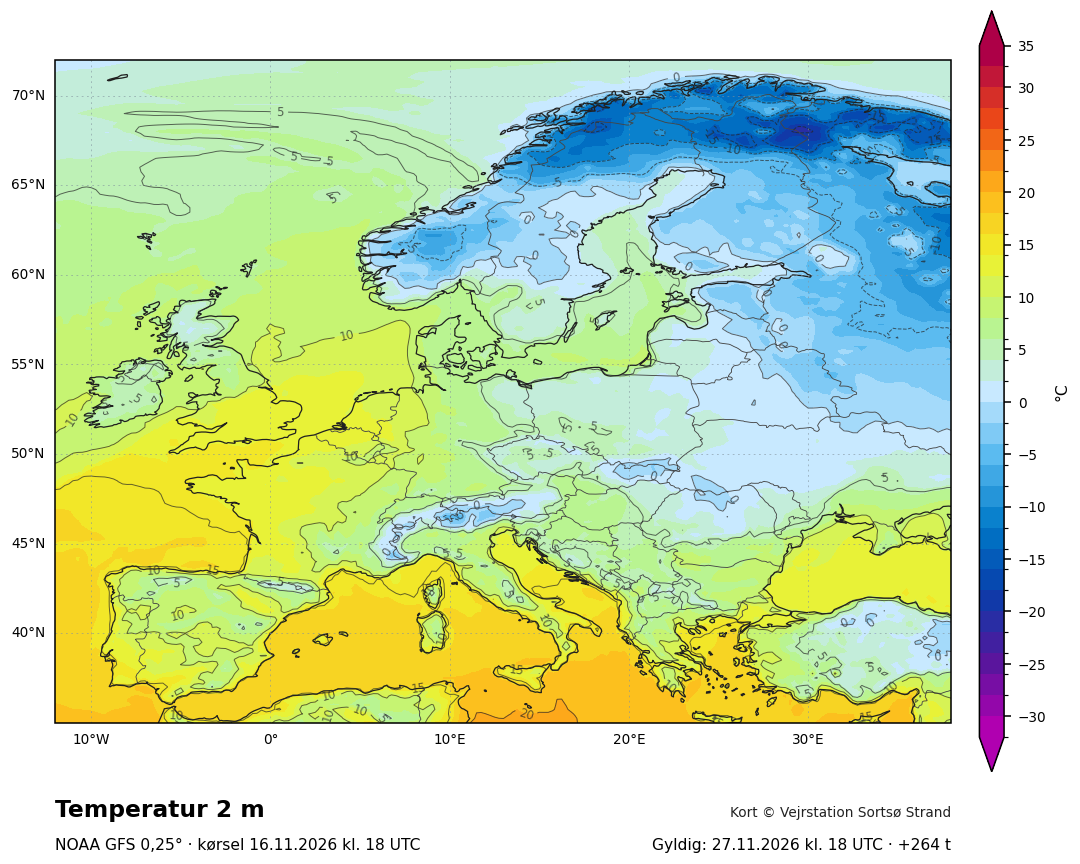 70°N
65°N
60°N
55°N
50°N
45°N
40°N
10°W
0°
10°E
20°E
30°E
35
30
25
20
15
10
5
0
−5
−10
−15
−20
−25
−30
°C
Temperatur 2 m
Kort © Vejrstation Sortsø Strand
NOAA GFS 0,25° · kørsel 16.11.2026 kl. 18 UTC
Gyldig: 27.11.2026 kl. 18 UTC · +264 t